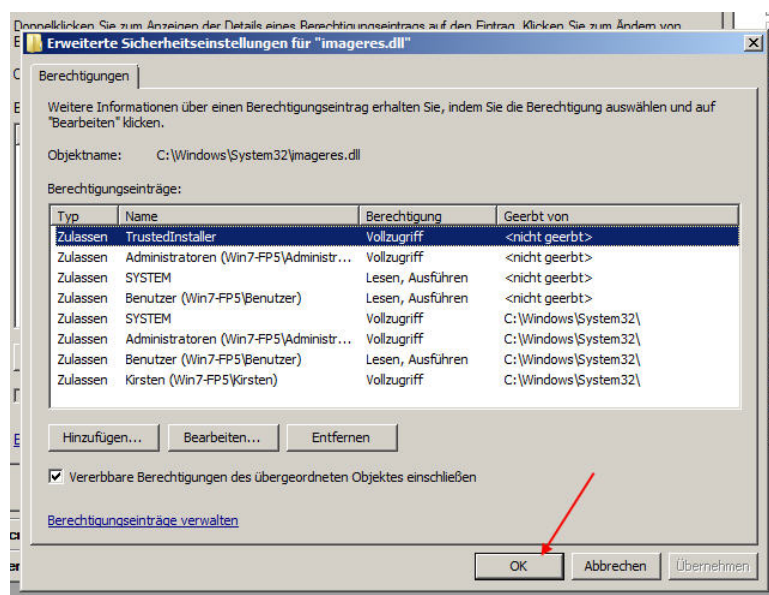 Doppelklicken Sie zum Anzeigen der Details eines Berechtigungseintrags auf den Eintrag. Klicken Sie zum Ändern von
Erweiterte Sicherheitseinstellungen für "imageres.dll"
Berechtigungen
Weitere Informationen über einen Berechtigungseintrag erhalten Sie, indem Sie die Berechtigung auswählen und auf
"Bearbeiten" klicken.
Objektname: C:\Windows\System32\imageres.dll
Berechtigungseinträge:
Typ Name Berechtigung Geerbt von
Zulassen TrustedInstaller Vollzugriff <nicht geerbt>
Zulassen Administratoren (Win7-FP5\Administr... Vollzugriff <nicht geerbt>
Zulassen SYSTEM Lesen, Ausführen <nicht geerbt>
Zulassen Benutzer (Win7-FP5\Benutzer) Lesen, Ausführen <nicht geerbt>
Zulassen SYSTEM Vollzugriff C:\Windows\System32\
Zulassen Administratoren (Win7-FP5\Administr... Vollzugriff C:\Windows\System32\
Zulassen Benutzer (Win7-FP5\Benutzer) Lesen, Ausführen C:\Windows\System32\
Zulassen Kirsten (Win7-FP5\Kirsten) Vollzugriff C:\Windows\System32\
Hinzufügen... Bearbeiten... Entfernen
Vererbbare Berechtigungen des übergeordneten Objektes einschließen
Berechtigungseinträge verwalten
OK Abbrechen Übernehmen